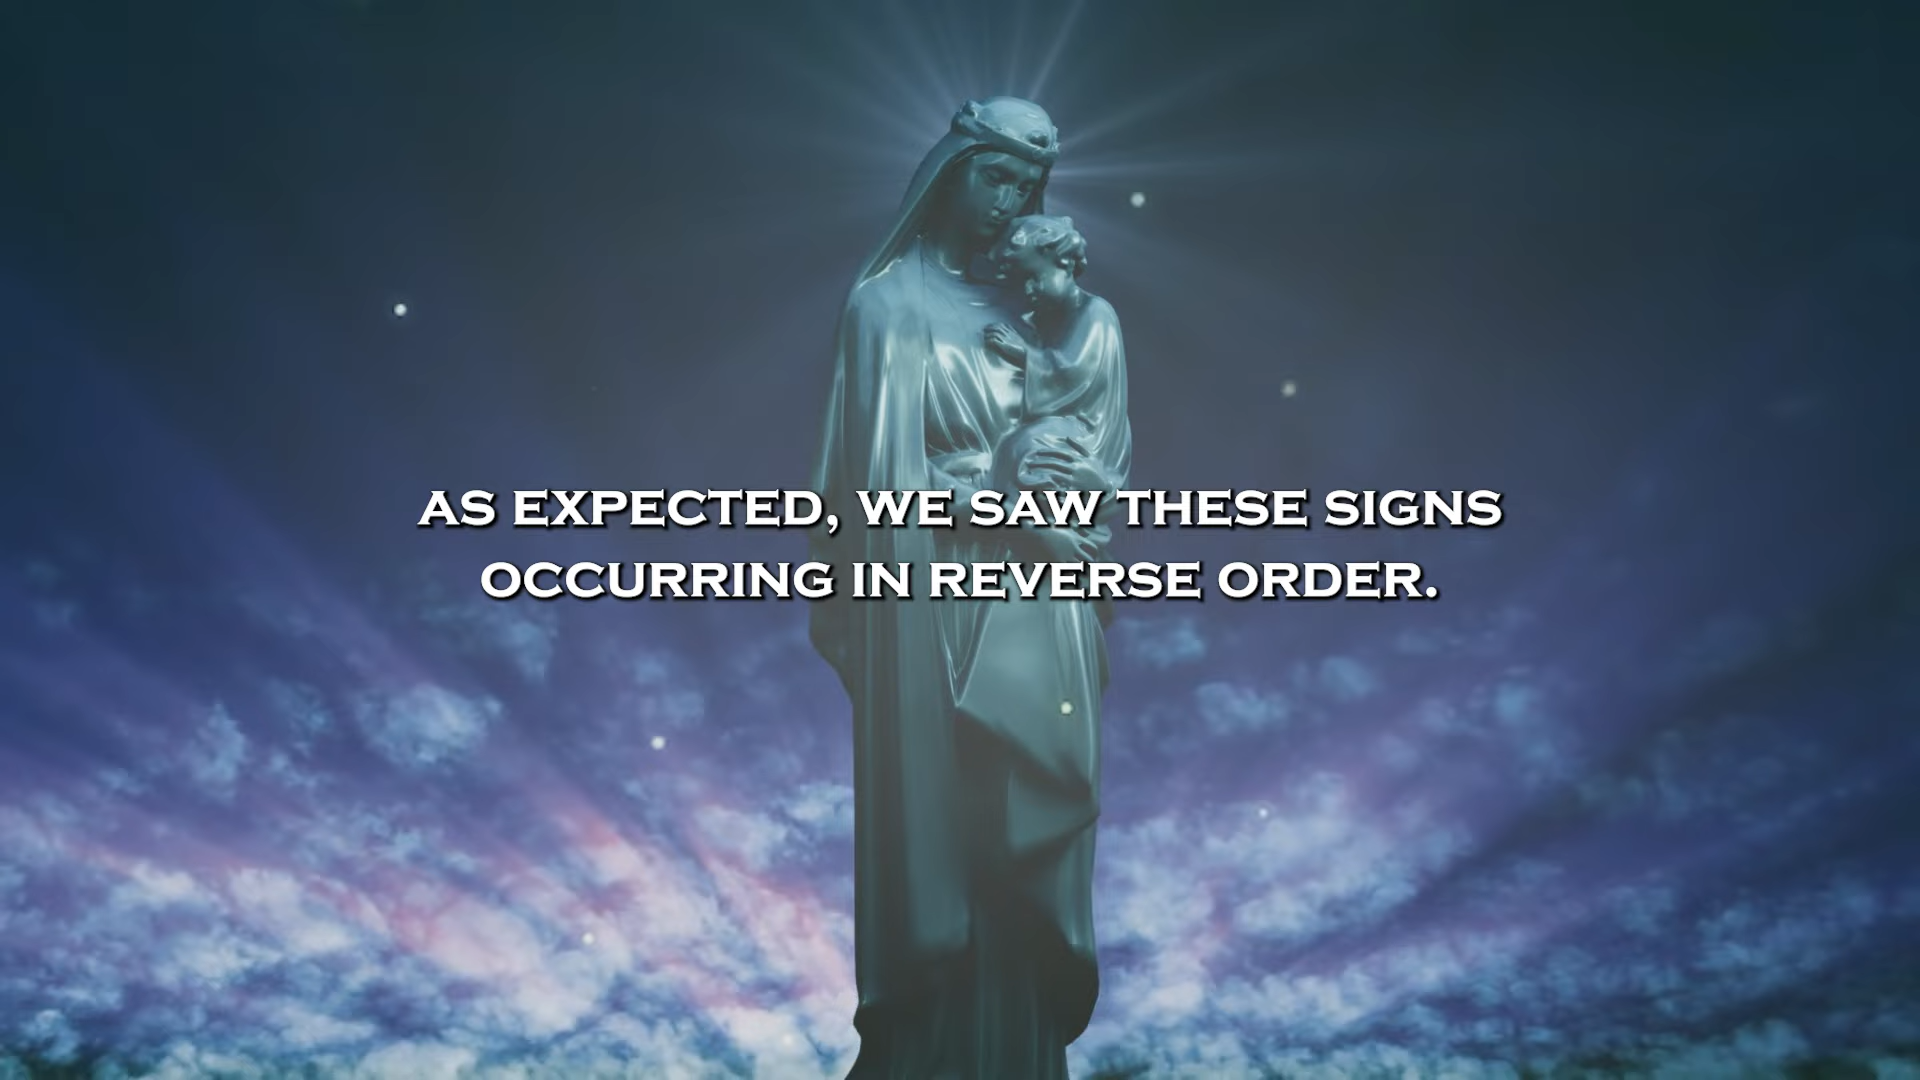 AS EXPECTED, WE SAW THESE SIGNS
OCCURRING IN REVERSE ORDER.